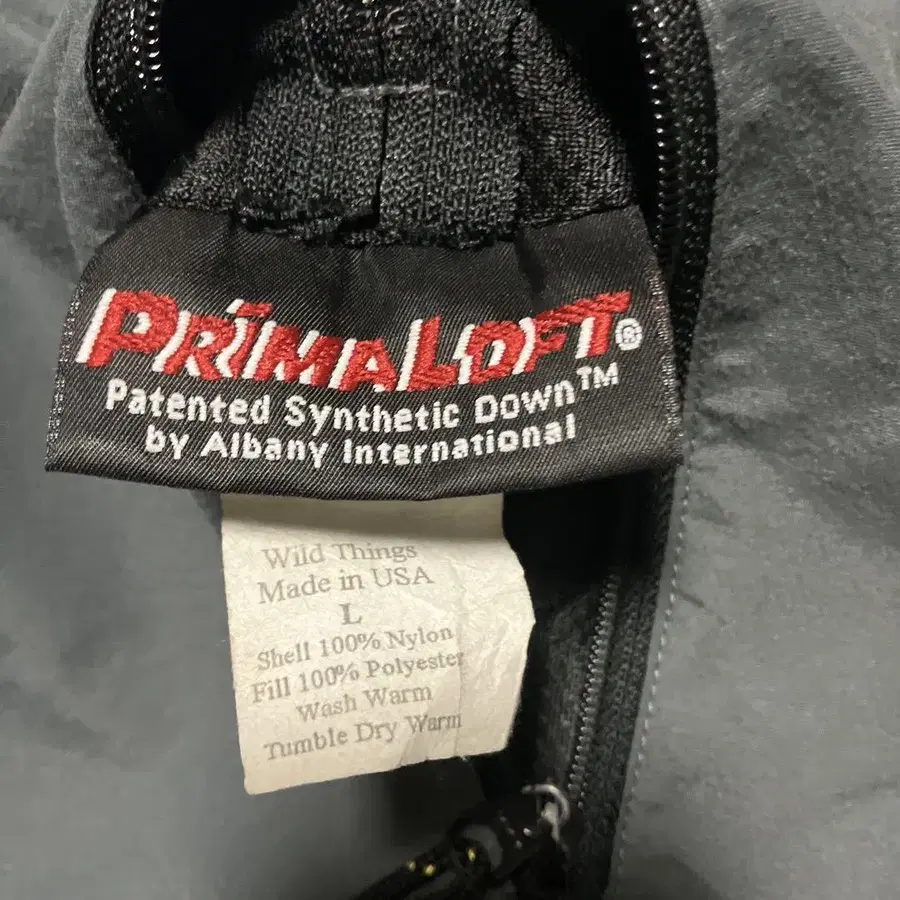 PRIMALOFT®
Patented Synthetic Down™
by Albany International
Wild Things
Made in USA
L
Shell 100% Nylon
Fill 100% Polyester
Wash Warm
Tumble Dry Warm